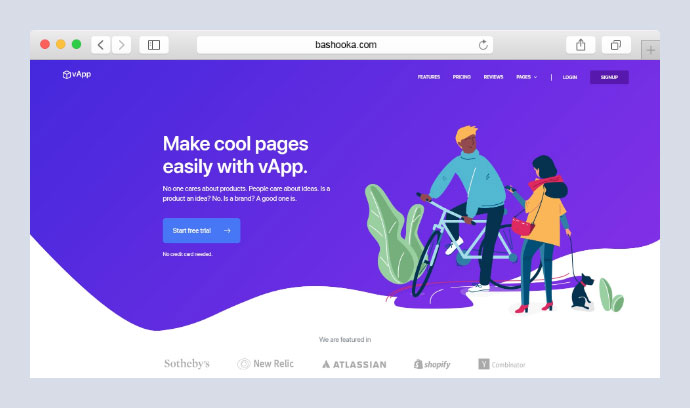 bashooka.com
vApp
FEATURES PRICING REVIEWS PAGES LOGIN SIGNUP
Make cool pages
easily with vApp.
No one cares about products. People care about ideas. Is a
product an idea? No. Is a brand? A good one is.
Start free trial
No credit card needed.
We are featured in
Sotheby's New Relic ATLASSIAN shopify Y Combinator